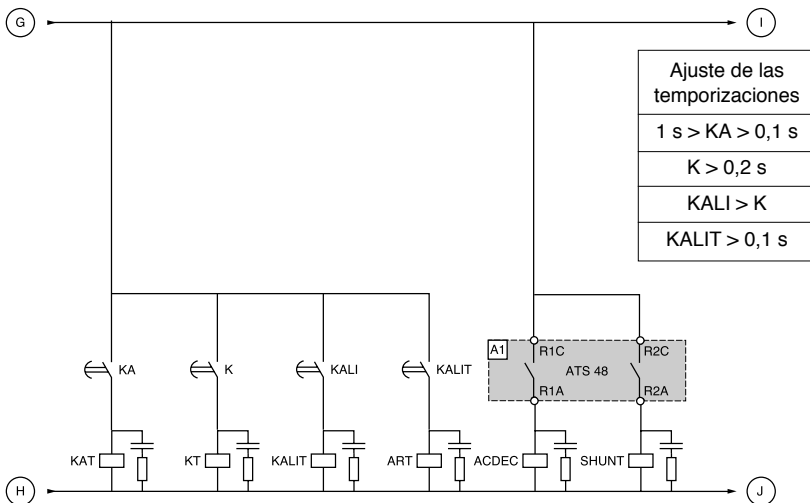 G
I
Ajuste de las
temporizaciones
1 s > KA > 0,1 s
K > 0,2 s
KALI > K
KALIT > 0,1 s
A1
R1C
R2C
KA
K
KALI
KALIT
ATS 48
R1A
R2A
KAT
KT
KALIT
ART
ACDEC
SHUNT
H
J